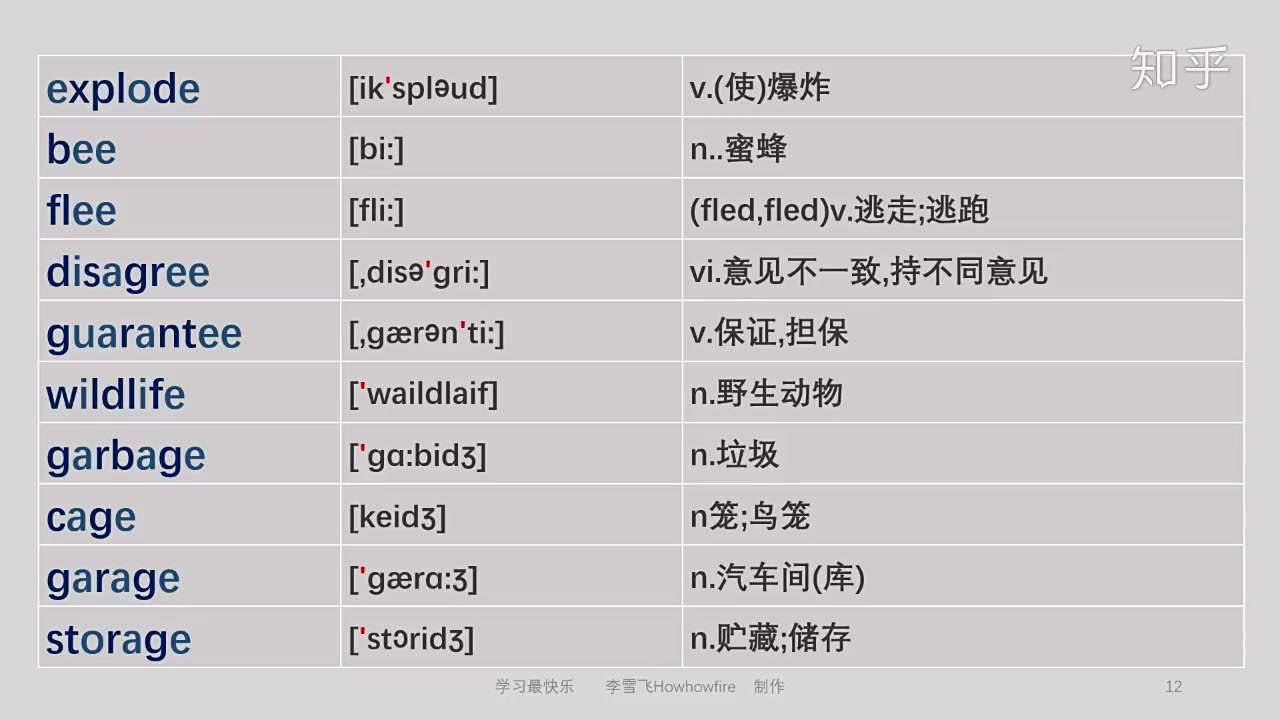 知乎
explode [ik'spləud] v.(使)爆炸
bee [bi:] n..蜜蜂
flee [fli:] (fled,fled)v.逃走;逃跑
disagree [,disə'gri:] vi.意见不一致,持不同意见
guarantee [,gærən'ti:] v.保证,担保
wildlife ['waildlaif] n.野生动物
garbage ['gɑ:bidʒ] n.垃圾
cage [keidʒ] n笼;鸟笼
garage ['gærɑ:ʒ] n.汽车间(库)
storage ['stɔridʒ] n.贮藏;储存
学习最快乐 李雪飞Howhowfire 制作 12